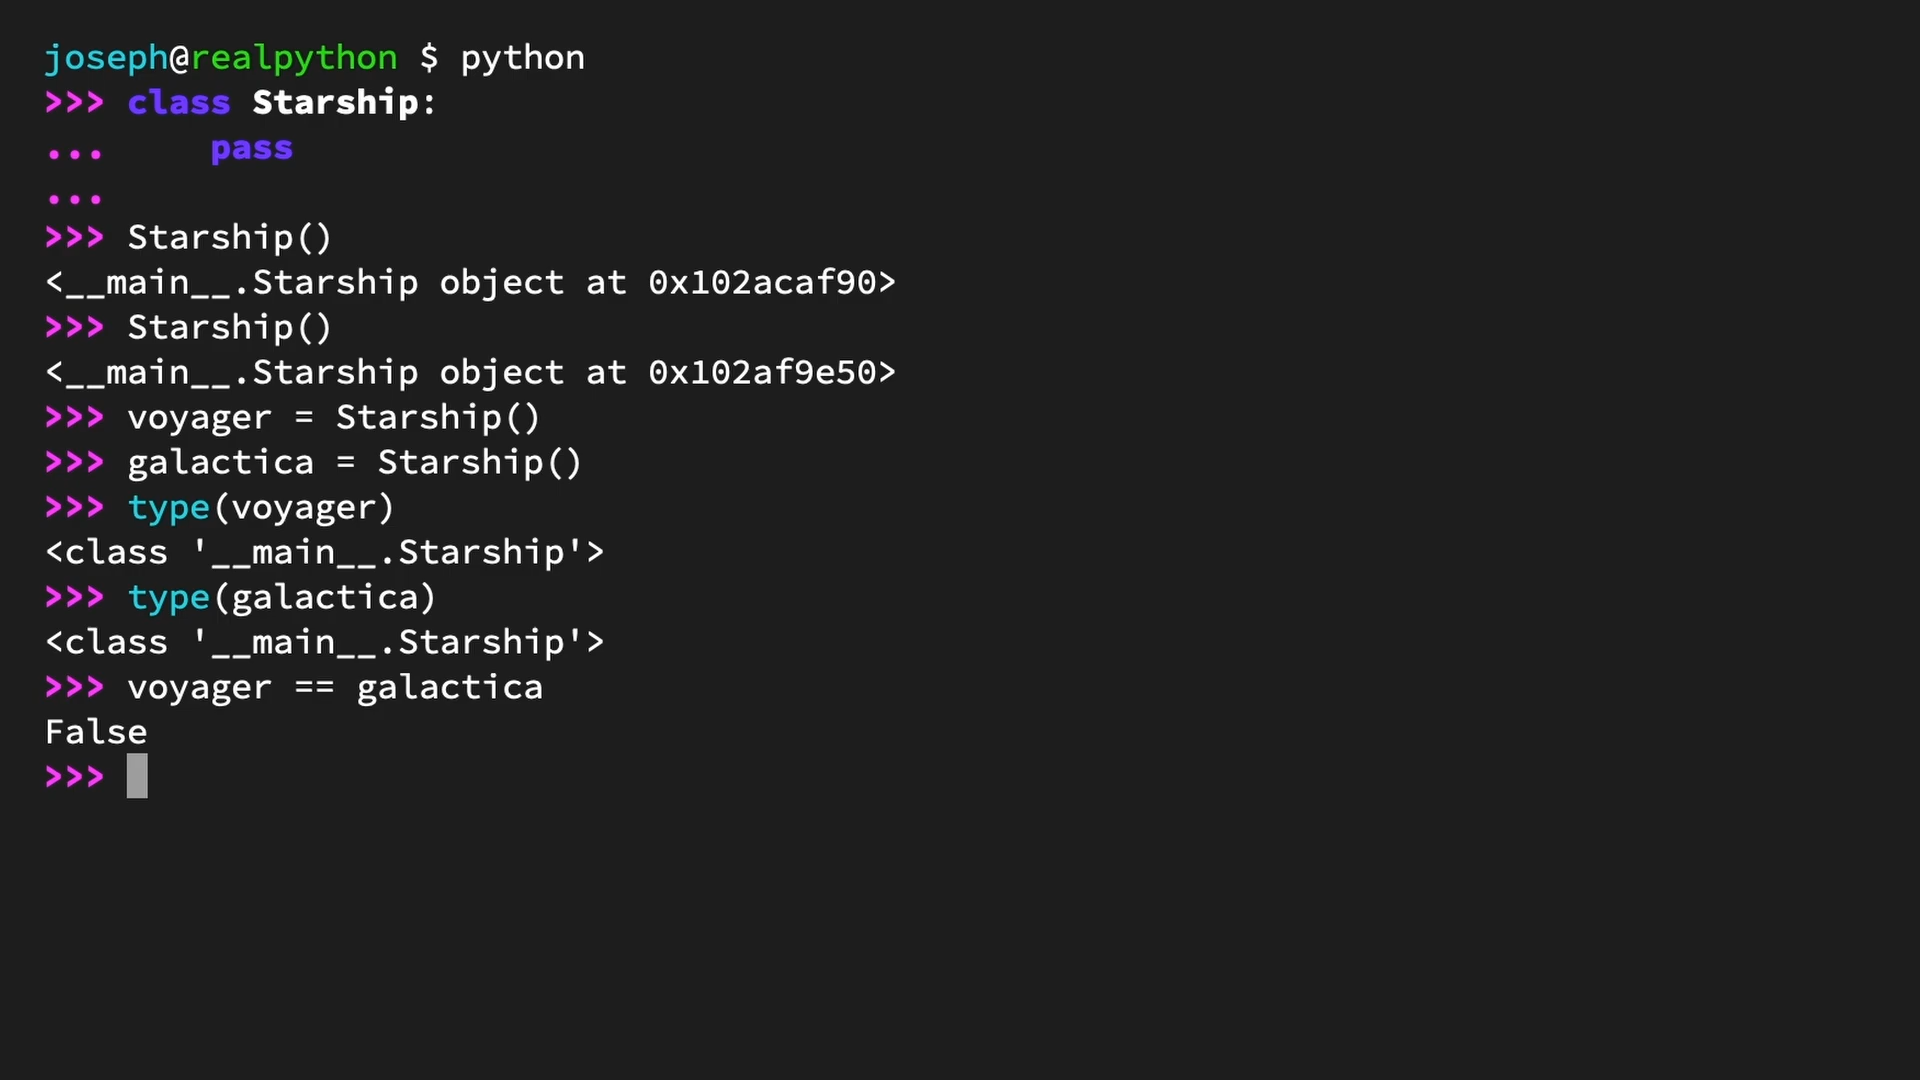 joseph@realpython $ python
>>> class Starship:
...     pass
...
>>> Starship()
<__main__.Starship object at 0x102acaf90>
>>> Starship()
<__main__.Starship object at 0x102af9e50>
>>> voyager = Starship()
>>> galactica = Starship()
>>> type(voyager)
<class '__main__.Starship'>
>>> type(galactica)
<class '__main__.Starship'>
>>> voyager == galactica
False
>>>